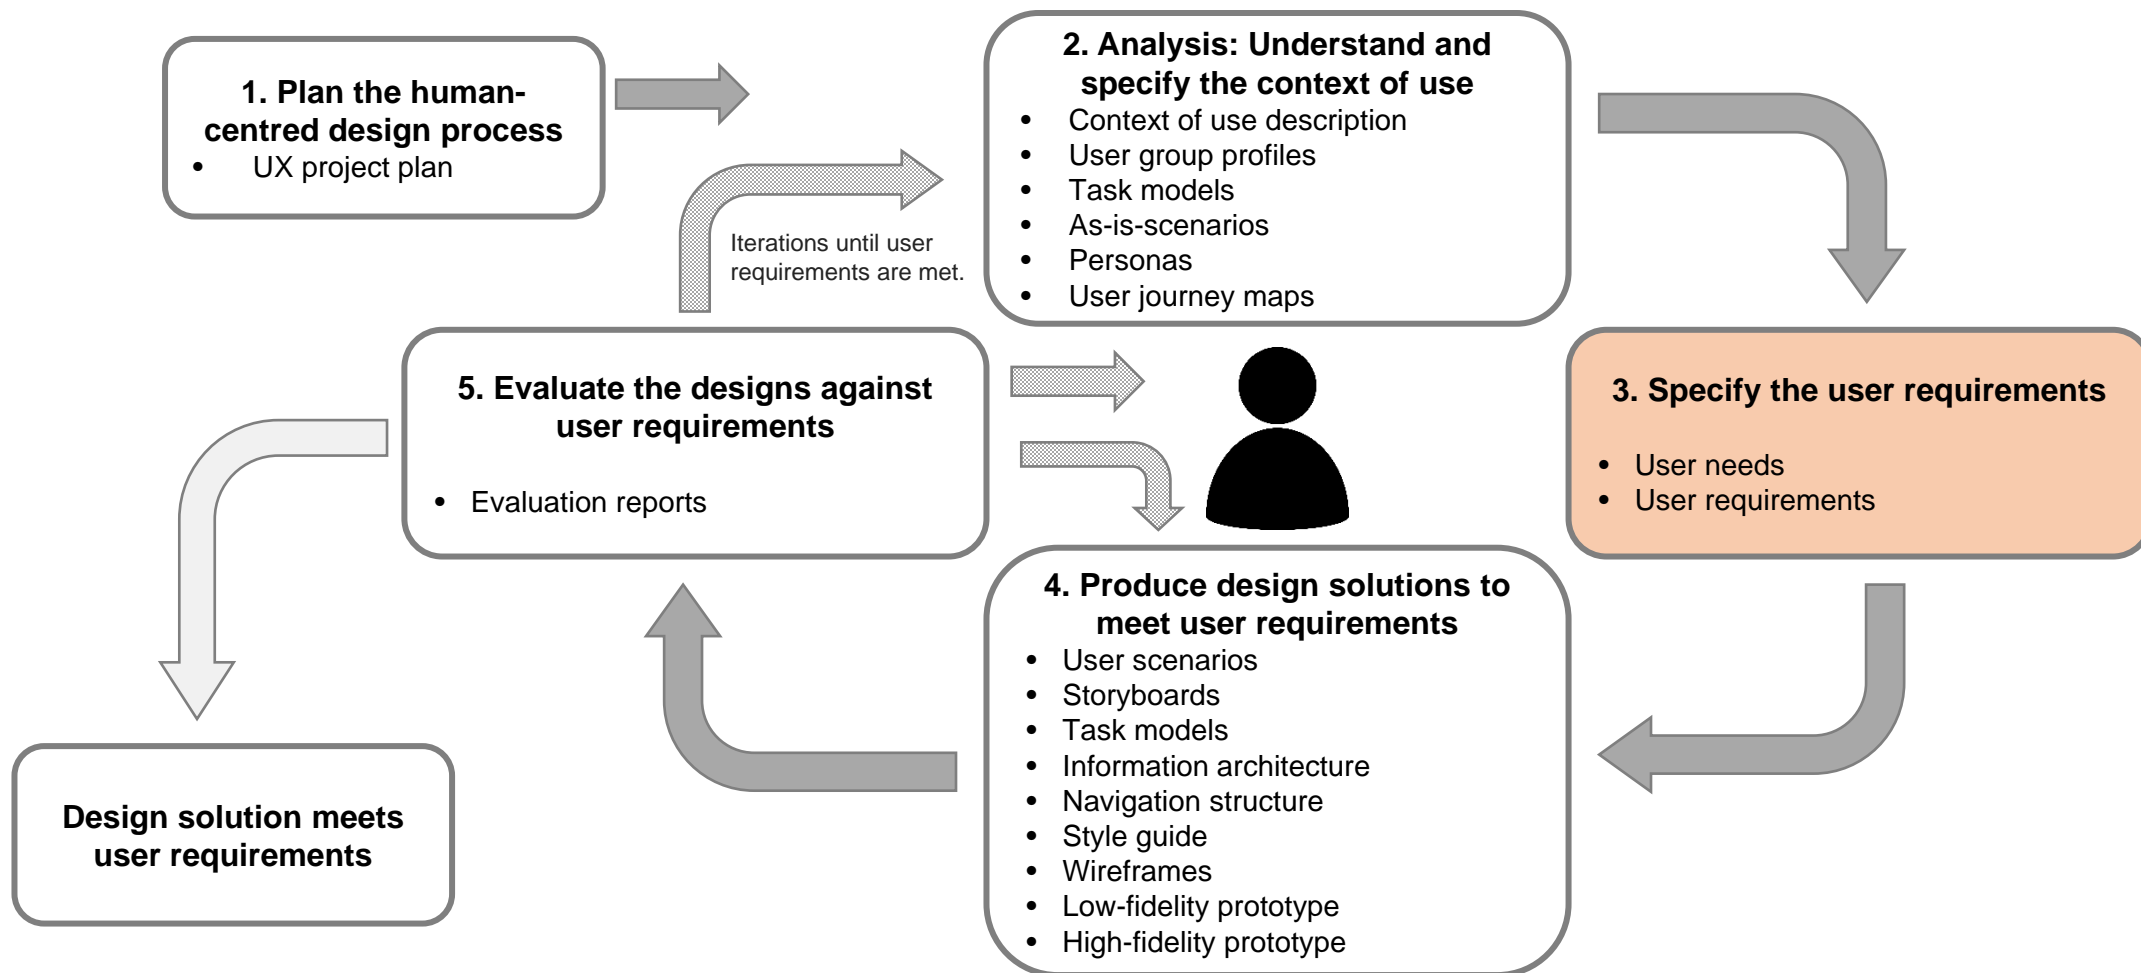 1. Plan the human-
centred design process
• UX project plan
2. Analysis: Understand and
specify the context of use
• Context of use description
• User group profiles
• Task models
• As-is-scenarios
• Personas
• User journey maps
Iterations until user
requirements are met.
3. Specify the user requirements
• User needs
• User requirements
5. Evaluate the designs against
user requirements
• Evaluation reports
4. Produce design solutions to
meet user requirements
• User scenarios
• Storyboards
• Task models
• Information architecture
• Navigation structure
• Style guide
• Wireframes
• Low-fidelity prototype
• High-fidelity prototype
Design solution meets
user requirements